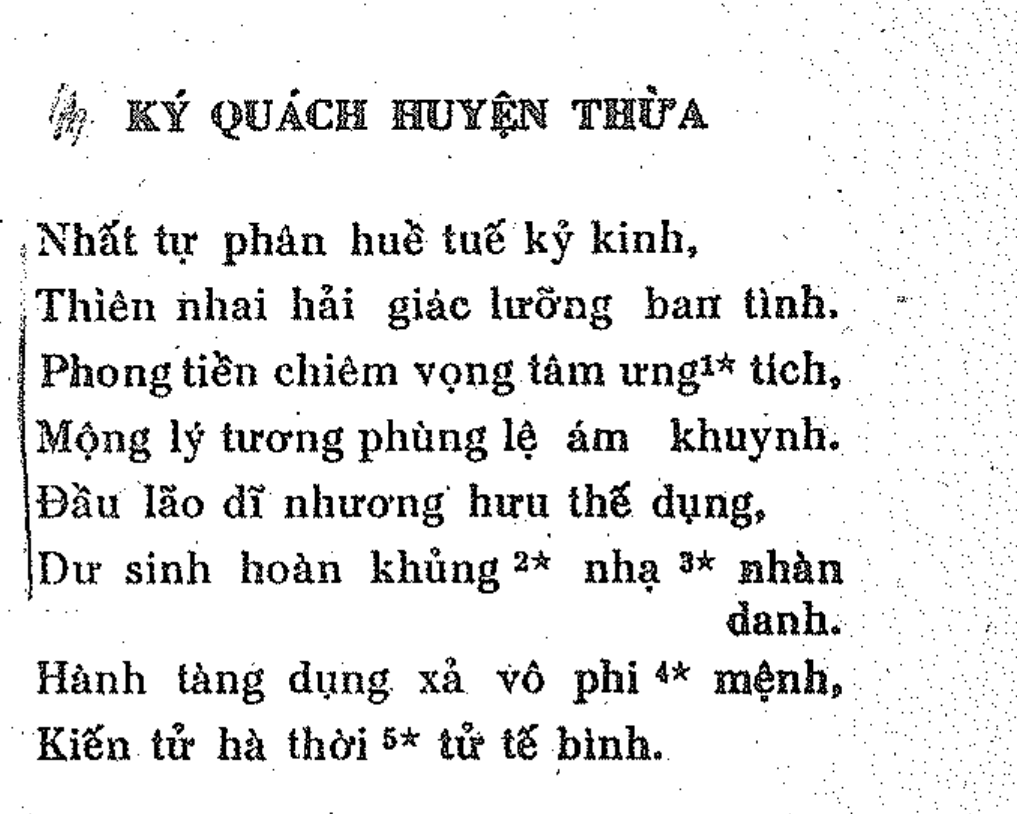 KÝ QUÁCH HUYỆN THỪA
Nhất tự phân huề tuế kỷ kinh,
Thiên nhai hải giác lưỡng ban tình.
Phong tiền chiêm vọng tâm ưng¹* tích,
Mộng lý tương phùng lệ ám khuynh.
Đầu lão dĩ nhương hưu thế dụng,
Dư sinh hoàn khủng ²* nhạ ³* nhàn
danh.
Hành tàng dụng xả vô phi ⁴* mệnh,
Kiến tử hà thời ⁵* tử tế bình.